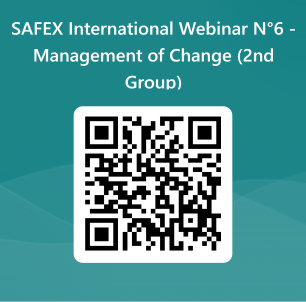 SAFEX International Webinar N°6 -
Management of Change (2nd
Group)